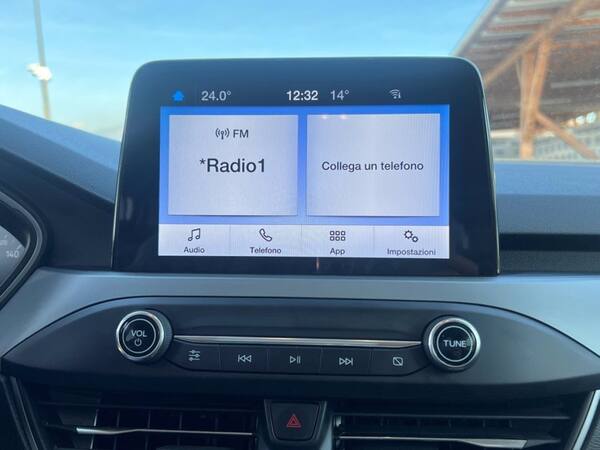 24.0° 12:32 14°
FM
*Radio1
Collega un telefono
Audio Telefono App Impostazioni
140
VOL TUNE